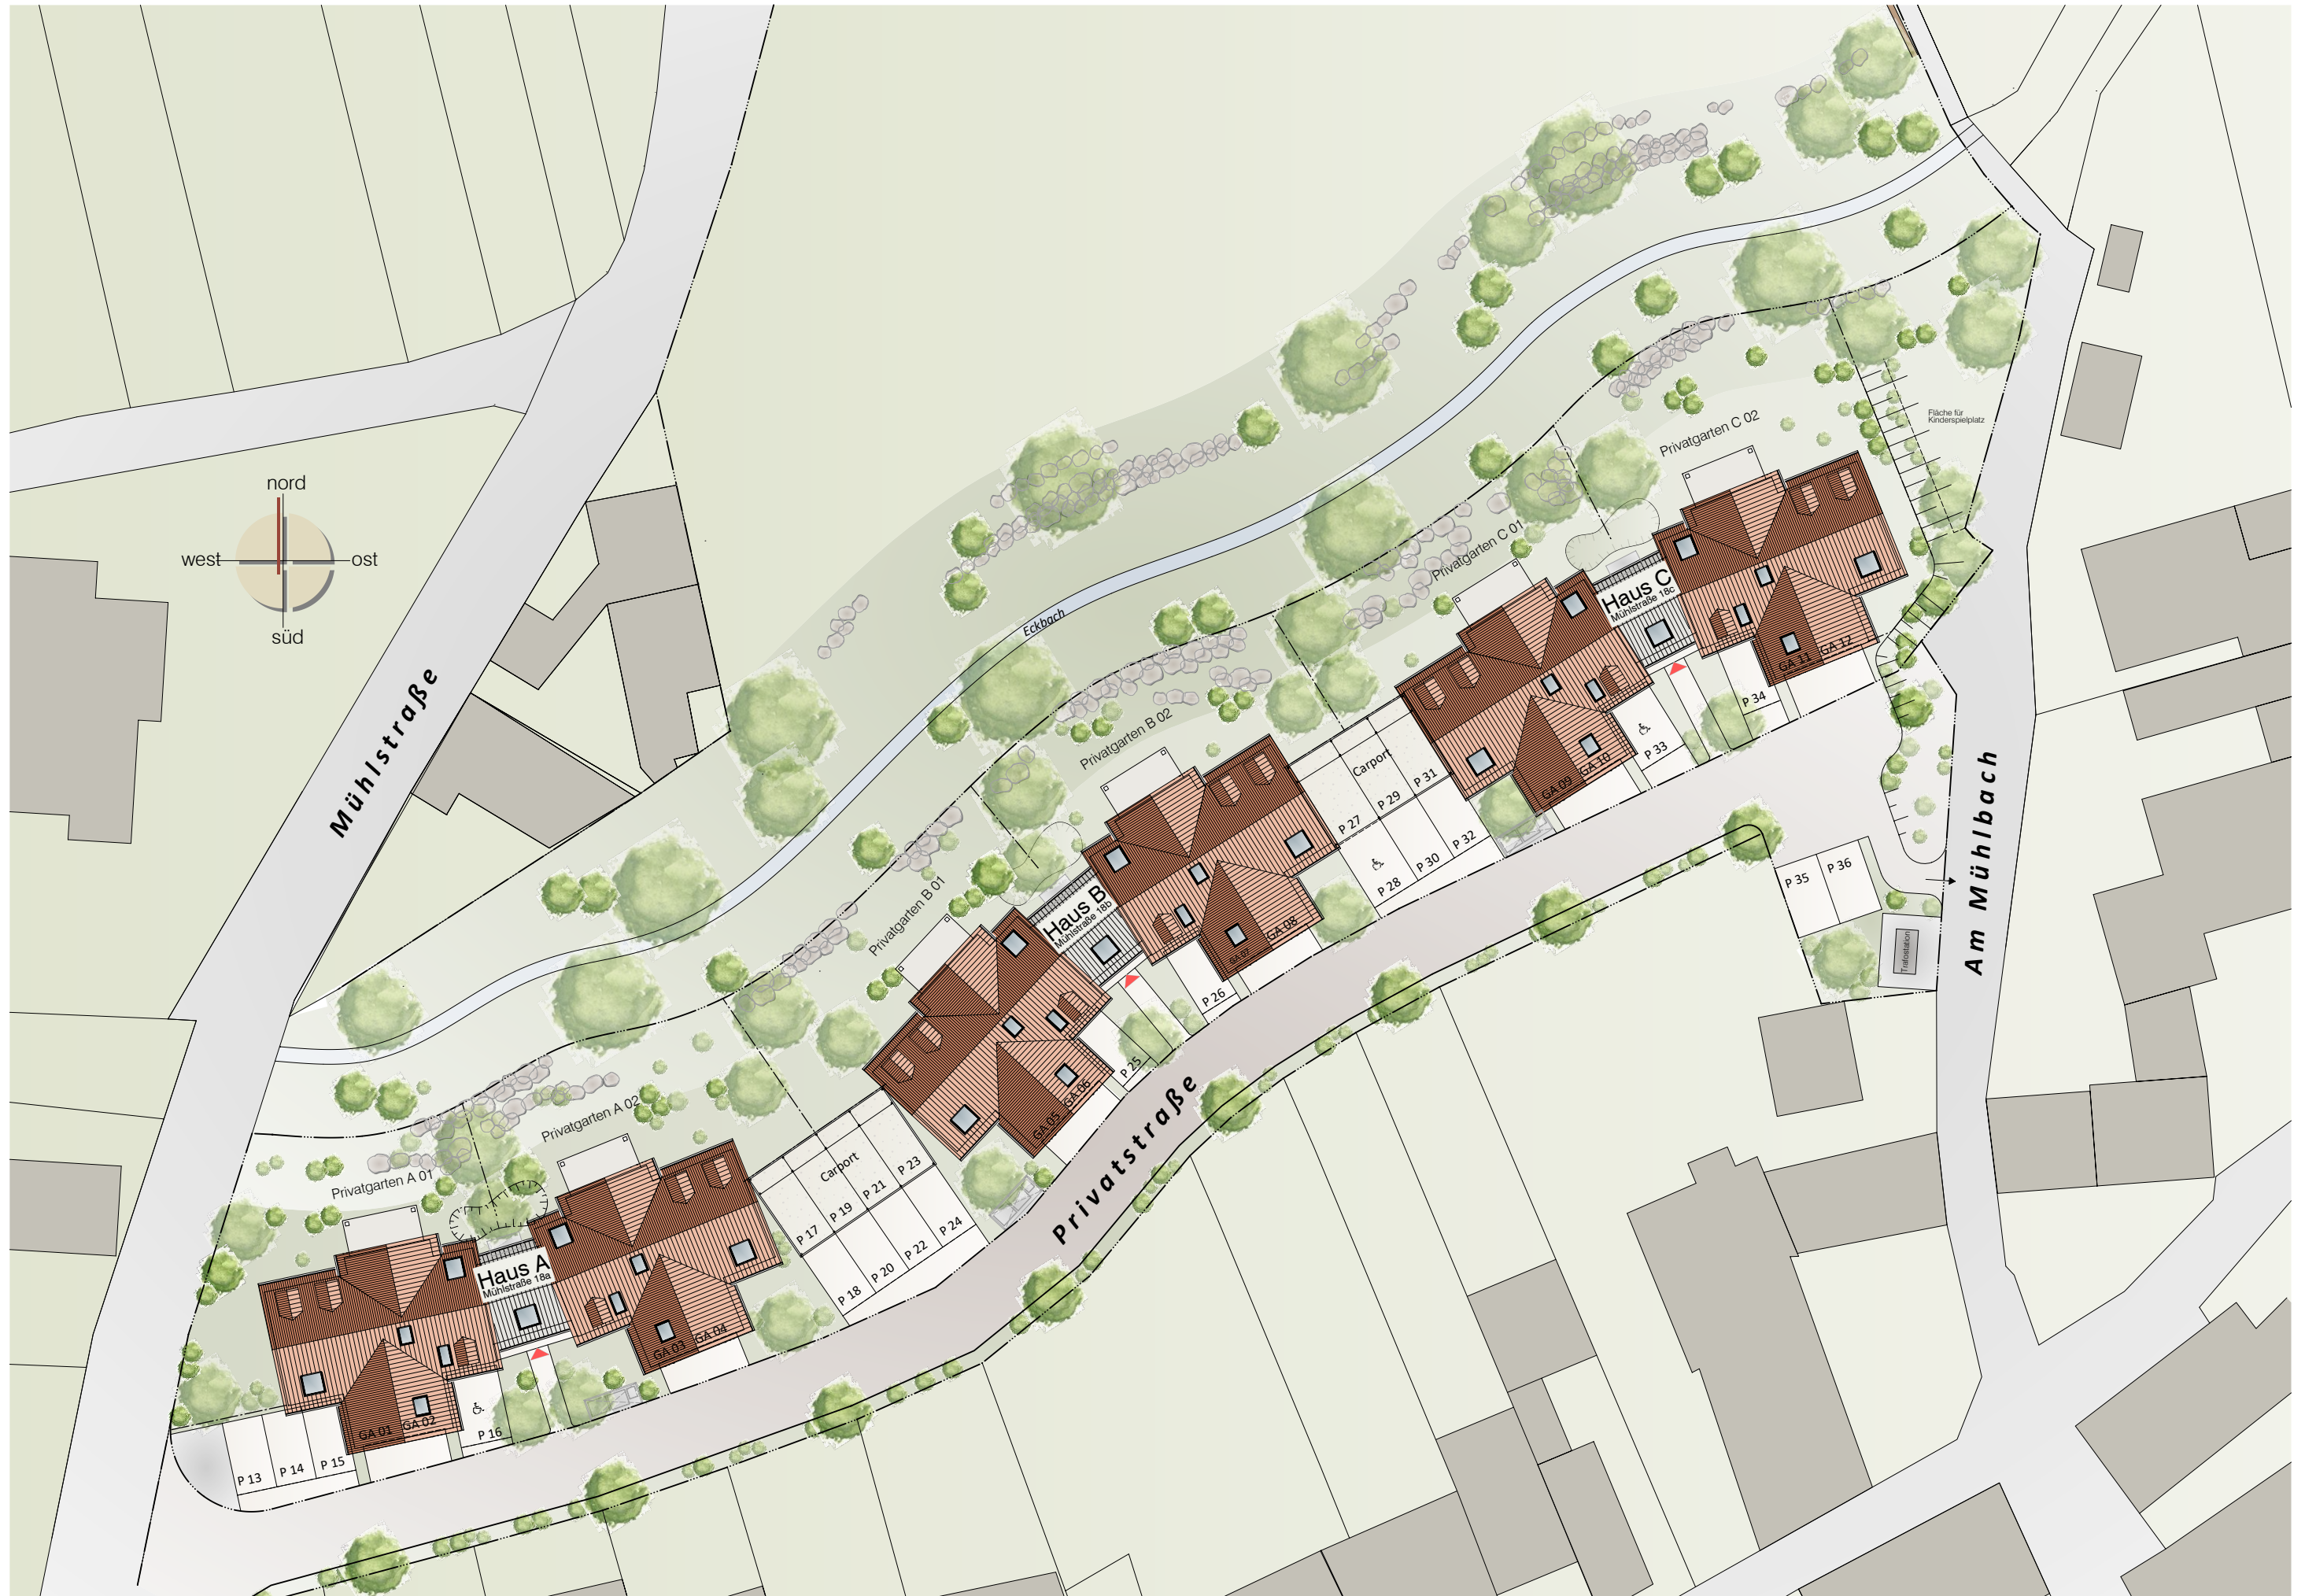 nord
west
ost
süd
Mühlstraße
Eckbach
Fläche für
Kinderspielplatz
Privatgarten C 02
Privatgarten C 01
Privatgarten B 02
Privatgarten B 01
Privatgarten A 02
Privatgarten A 01
Haus C
Mühlstraße 18c
GA 11
GA 12
P 34
P 33
GA 09
GA 10
Carport
P 31
P 29
P 27
P 32
P 30
P 28
Haus B
Mühlstraße 18b
GA 07
GA 08
P 26
P 25
GA 05
GA 06
Carport
P 23
P 21
P 19
P 17
P 24
P 22
P 20
P 18
Haus A
Mühlstraße 18a
GA 03
GA 04
GA 01
GA 02
P 16
P 15
P 14
P 13
Privatstraße
P 35
P 36
Trafostation
Am Mühlbach